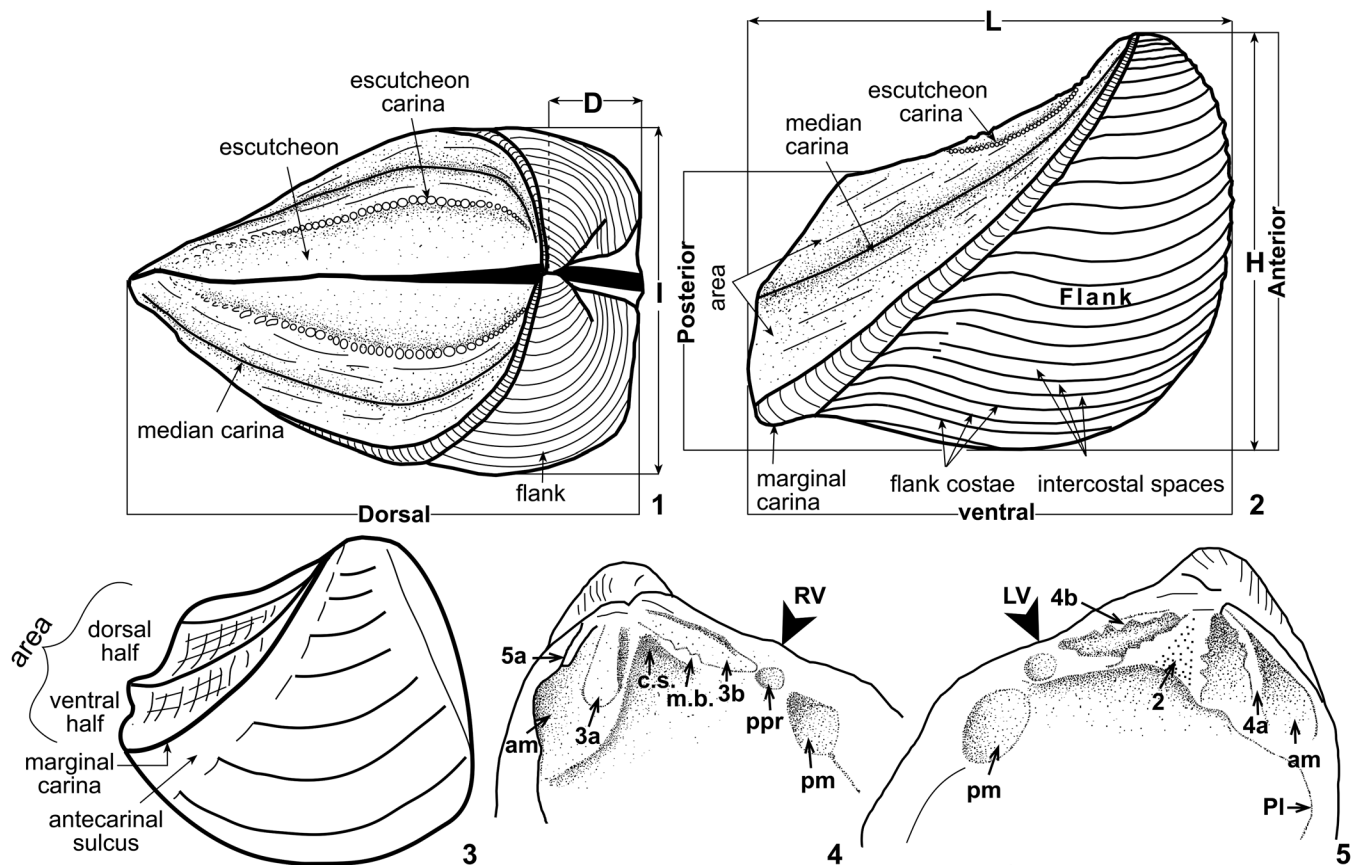 escutcheon
carina
escutcheon
D
I
median carina
flank
Dorsal
1
L
escutcheon
carina
median
carina
Posterior
area
Flank
H
Anterior
marginal
carina
flank costae
intercostal spaces
ventral
2
area
dorsal
half
ventral
half
marginal
carina
antecarinal
sulcus
3
RV
5a
c.s.
m.b.
3b
am
3a
ppr
pm
4
LV
4b
2
4a
am
pm
Pl
5